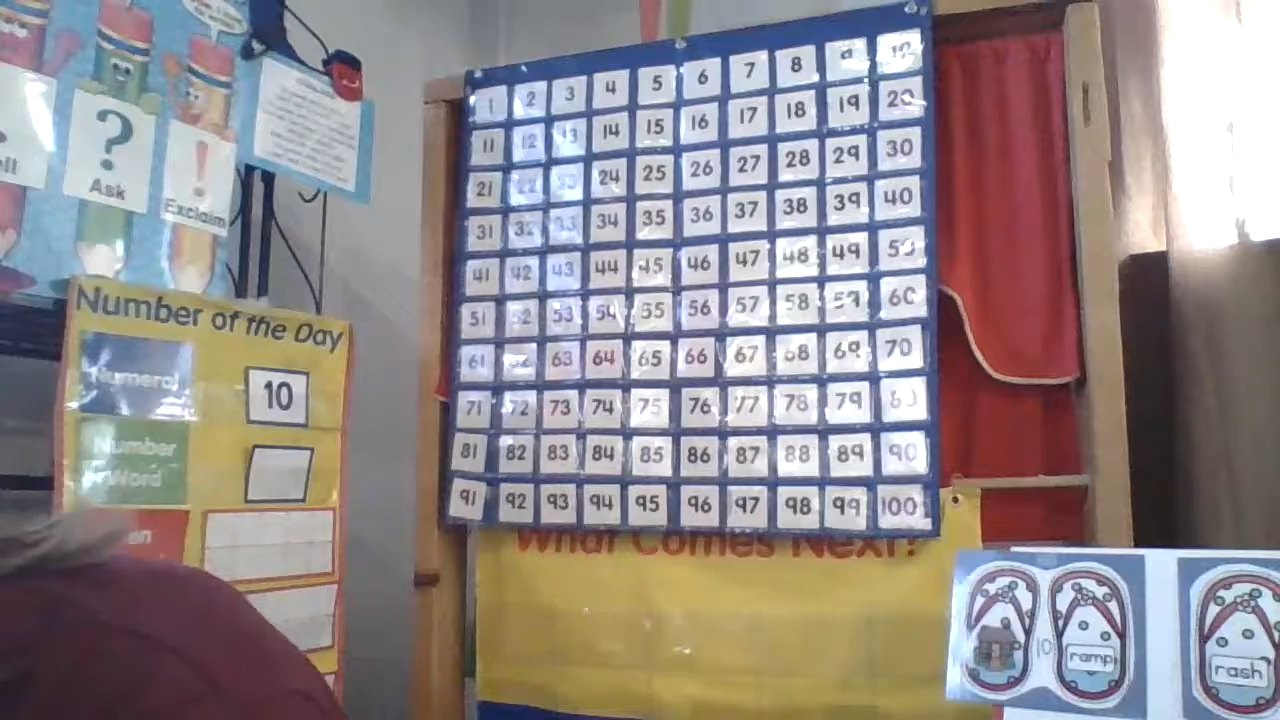 ell
?
Ask
!
Exclaim
Number of the Day
Numeral
10
Number
Word
1 2 3 4 5 6 7 8 9 10
11 12 13 14 15 16 17 18 19 20
21 22 23 24 25 26 27 28 29 30
31 32 33 34 35 36 37 38 39 40
41 42 43 44 45 46 47 48 49 50
51 52 53 54 55 56 57 58 59 60
61 62 63 64 65 66 67 68 69 70
71 72 73 74 75 76 77 78 79 80
81 82 83 84 85 86 87 88 89 90
91 92 93 94 95 96 97 98 99 100
What Comes Next?
10
ramp
rash